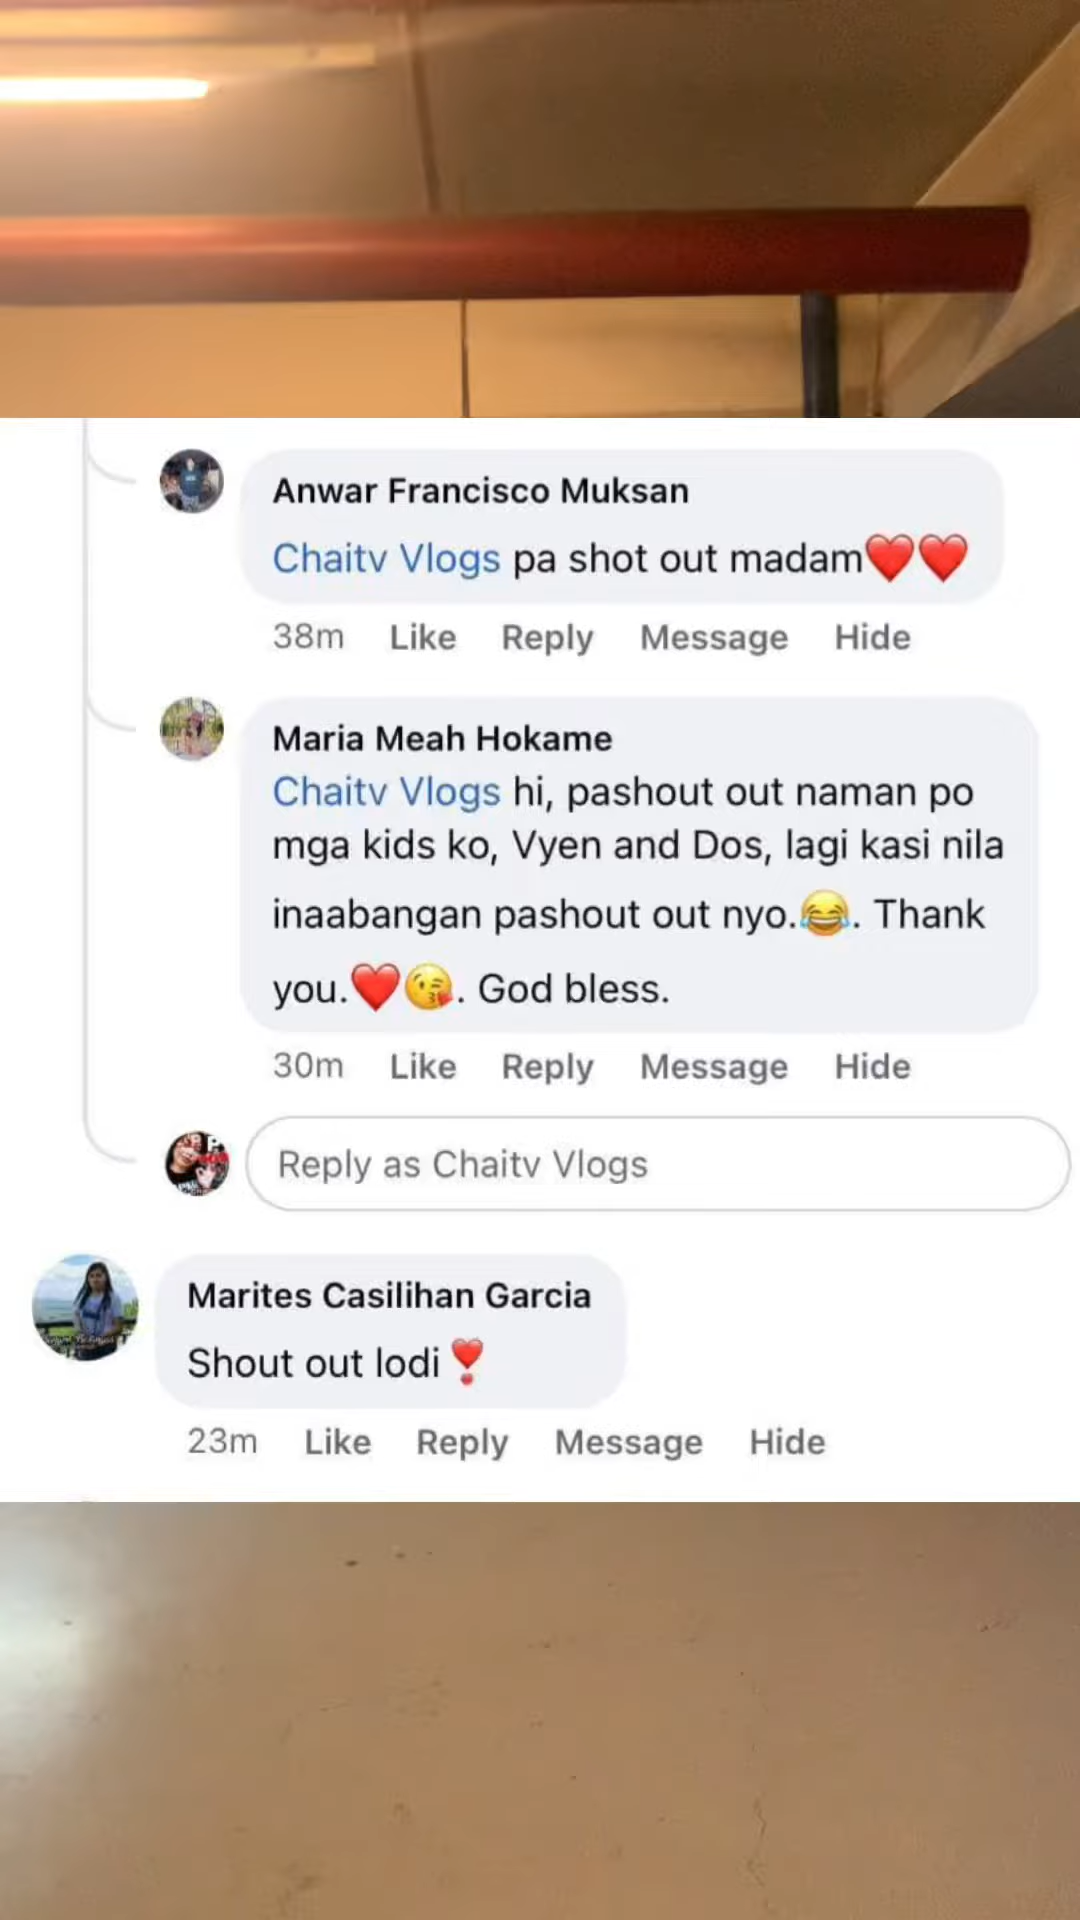 Anwar Francisco Muksan
Chaitv Vlogs pa shot out madam❤️❤️
38m Like Reply Message Hide
Maria Meah Hokame
Chaitv Vlogs hi, pashout out naman po
mga kids ko, Vyen and Dos, lagi kasi nila
inaabangan pashout out nyo.😂. Thank
you.❤️😘. God bless.
30m Like Reply Message Hide
Reply as Chaitv Vlogs
Marites Casilihan Garcia
Shout out lodi ❣️
23m Like Reply Message Hide